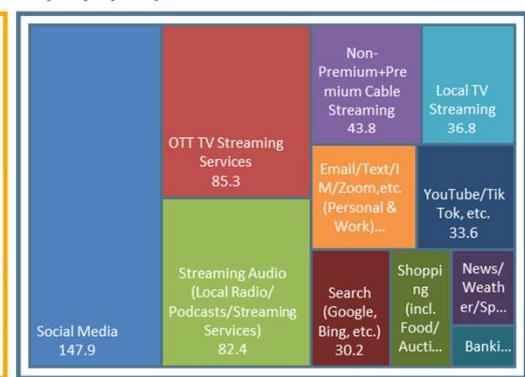 Social Media
147.9
OTT TV Streaming
Services
85.3
Streaming Audio
(Local Radio/
Podcasts/Streaming
Services)
82.4
Non-
Premium+Pre
mium Cable
Streaming
43.8
Local TV
Streaming
36.8
Email/Text/I
M/Zoom,etc.
(Personal &
Work)...
YouTube/Tik
Tok, etc.
33.6
Search
(Google,
Bing, etc.)
30.2
Shoppi
ng
(incl.
Food/
Aucti...
News/
Weath
er/Sp...
Banki...